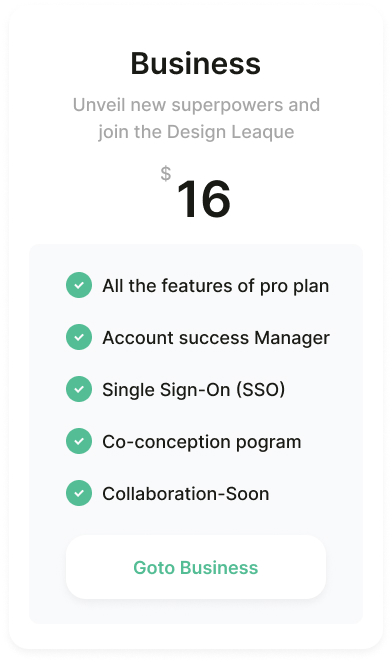 Business
Unveil new superpowers and
join the Design Leaque
$
16
All the features of pro plan
Account success Manager
Single Sign-On (SSO)
Co-conception pogram
Collaboration-Soon
Goto Business